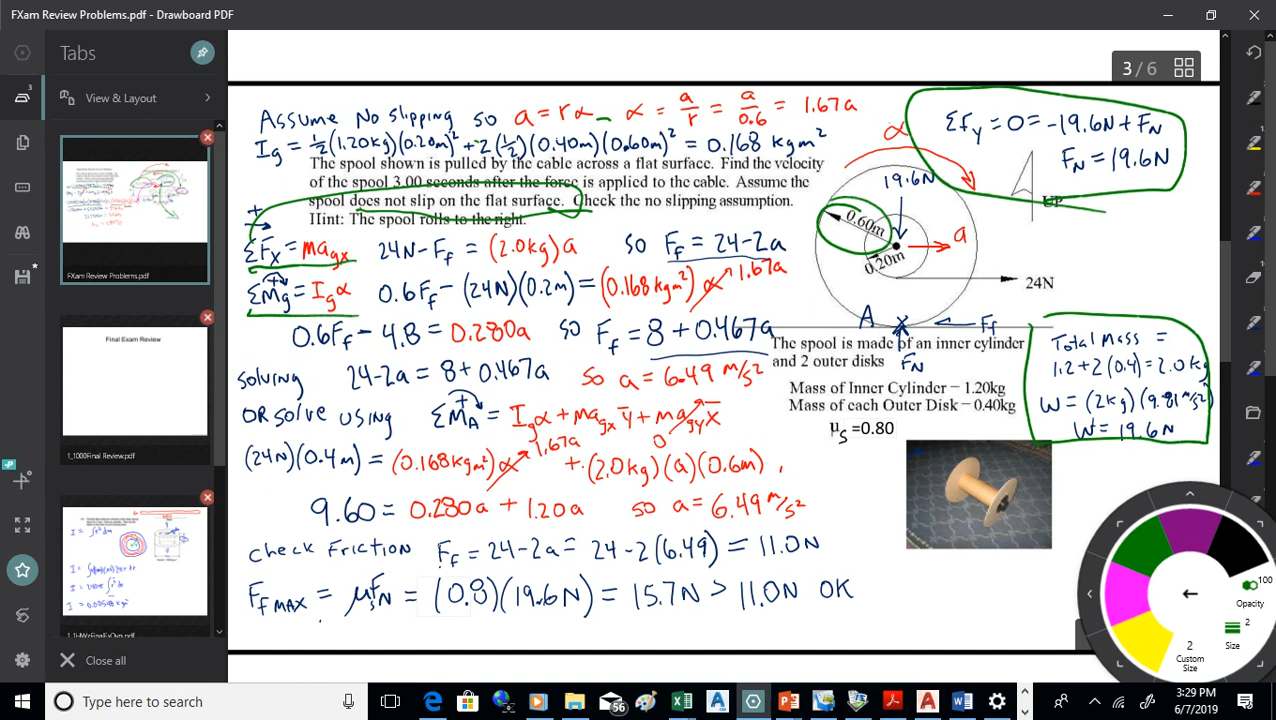 FXam Review Problems.pdf - Drawboard PDF
Tabs
View & Layout
FXam Review Problems.pdf
Final Exam Review
1_1000Final Review.pdf
Close all
3 / 6
Assume No slipping so a = rα α = a/r = a/0.6 = 1.67a
Ig = ½(1.20kg)(0.20m)² + 2(½)(0.40m)(0.60m)² = 0.168 kgm²
The spool shown is pulled by the cable across a flat surface. Find the velocity
of the spool 3.00 seconds after the force is applied to the cable. Assume the
spool does not slip on the flat surface. Check the no slipping assumption.
Hint: The spool rolls to the right.
ΣFy = 0 = -19.6N + FN
FN = 19.6N
α
19.6N
UP
0.60m
0.20m
a
24N
A
Ff
FN
+
ΣFx = magx 24N - Ff = (2.0kg)a so Ff = 24-2a
ΣMg = Igα 0.6Ff - (24N)(0.2m) = (0.168kgm²)α 1.67a
0.6Ff - 4.8 = 0.280a so Ff = 8 + 0.467a
solving 24-2a = 8 + 0.467a so a = 6.49 m/s²
OR solve using ΣMA = Igα + magx ȳ + magy x̄ 0
(24N)(0.4m) = (0.168kgm²)α 1.67a + (2.0kg)(a)(0.6m)
9.60 = 0.280a + 1.20a so a = 6.49 m/s²
check Friction Ff = 24-2a = 24-2(6.49) = 11.0N
Ff MAX = μsFN = (0.8)(19.6N) = 15.7N > 11.0N OK
The spool is made of an inner cylinder
and 2 outer disks
Mass of Inner Cylinder – 1.20kg
Mass of each Outer Disk – 0.40kg
μs =0.80
Total Mass =
1.2 + 2(0.4) = 2.0kg
W = (2kg)(9.81m/s²)
W = 19.6N
100%
Opacity
2
2
Custom
Size
Type here to search
56
3:29 PM
6/7/2019